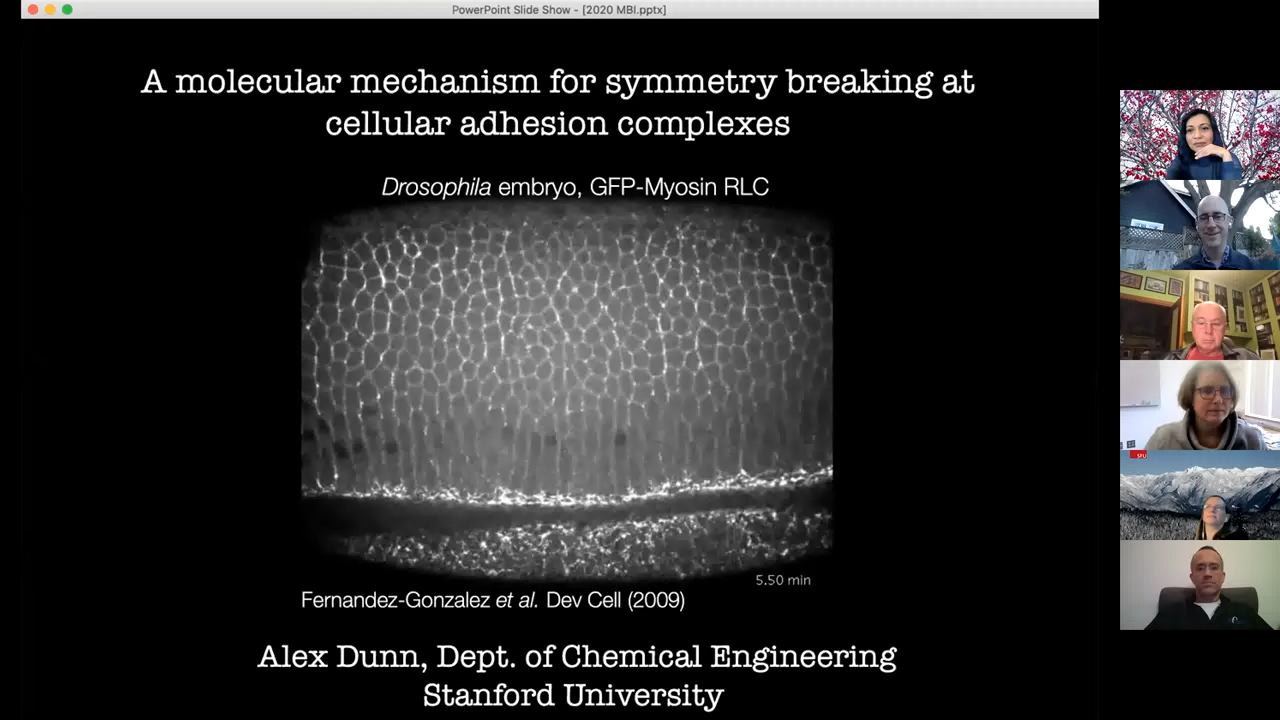 PowerPoint Slide Show - [2020 MBI.pptx]
A molecular mechanism for symmetry breaking at
cellular adhesion complexes
Drosophila embryo, GFP-Myosin RLC
5.50 min
Fernandez-Gonzalez et al. Dev Cell (2009)
Alex Dunn, Dept. of Chemical Engineering
Stanford University
SFU